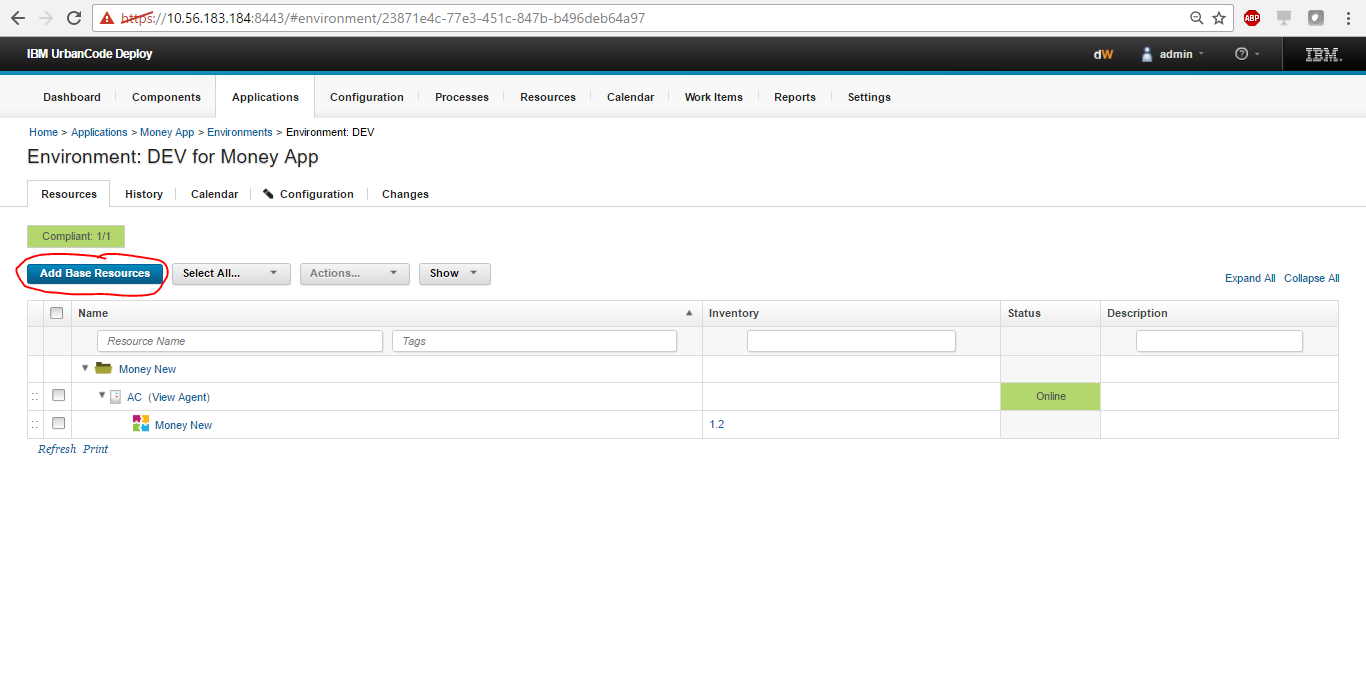 https://10.56.183.184:8443/#environment/23871e4c-77e3-451c-847b-b496deb64a97 ABP
IBM UrbanCode Deploy dW admin ? IBM
Dashboard Components Applications Configuration Processes Resources Calendar Work Items Reports Settings
Home > Applications > Money App > Environments > Environment: DEV
Environment: DEV for Money App
Resources History Calendar Configuration Changes
Compliant: 1/1
Add Base Resources Select All... Actions... Show Expand All Collapse All
Name Inventory Status Description
Resource Name Tags
Money New
AC (View Agent) Online
Money New 1.2
Refresh Print